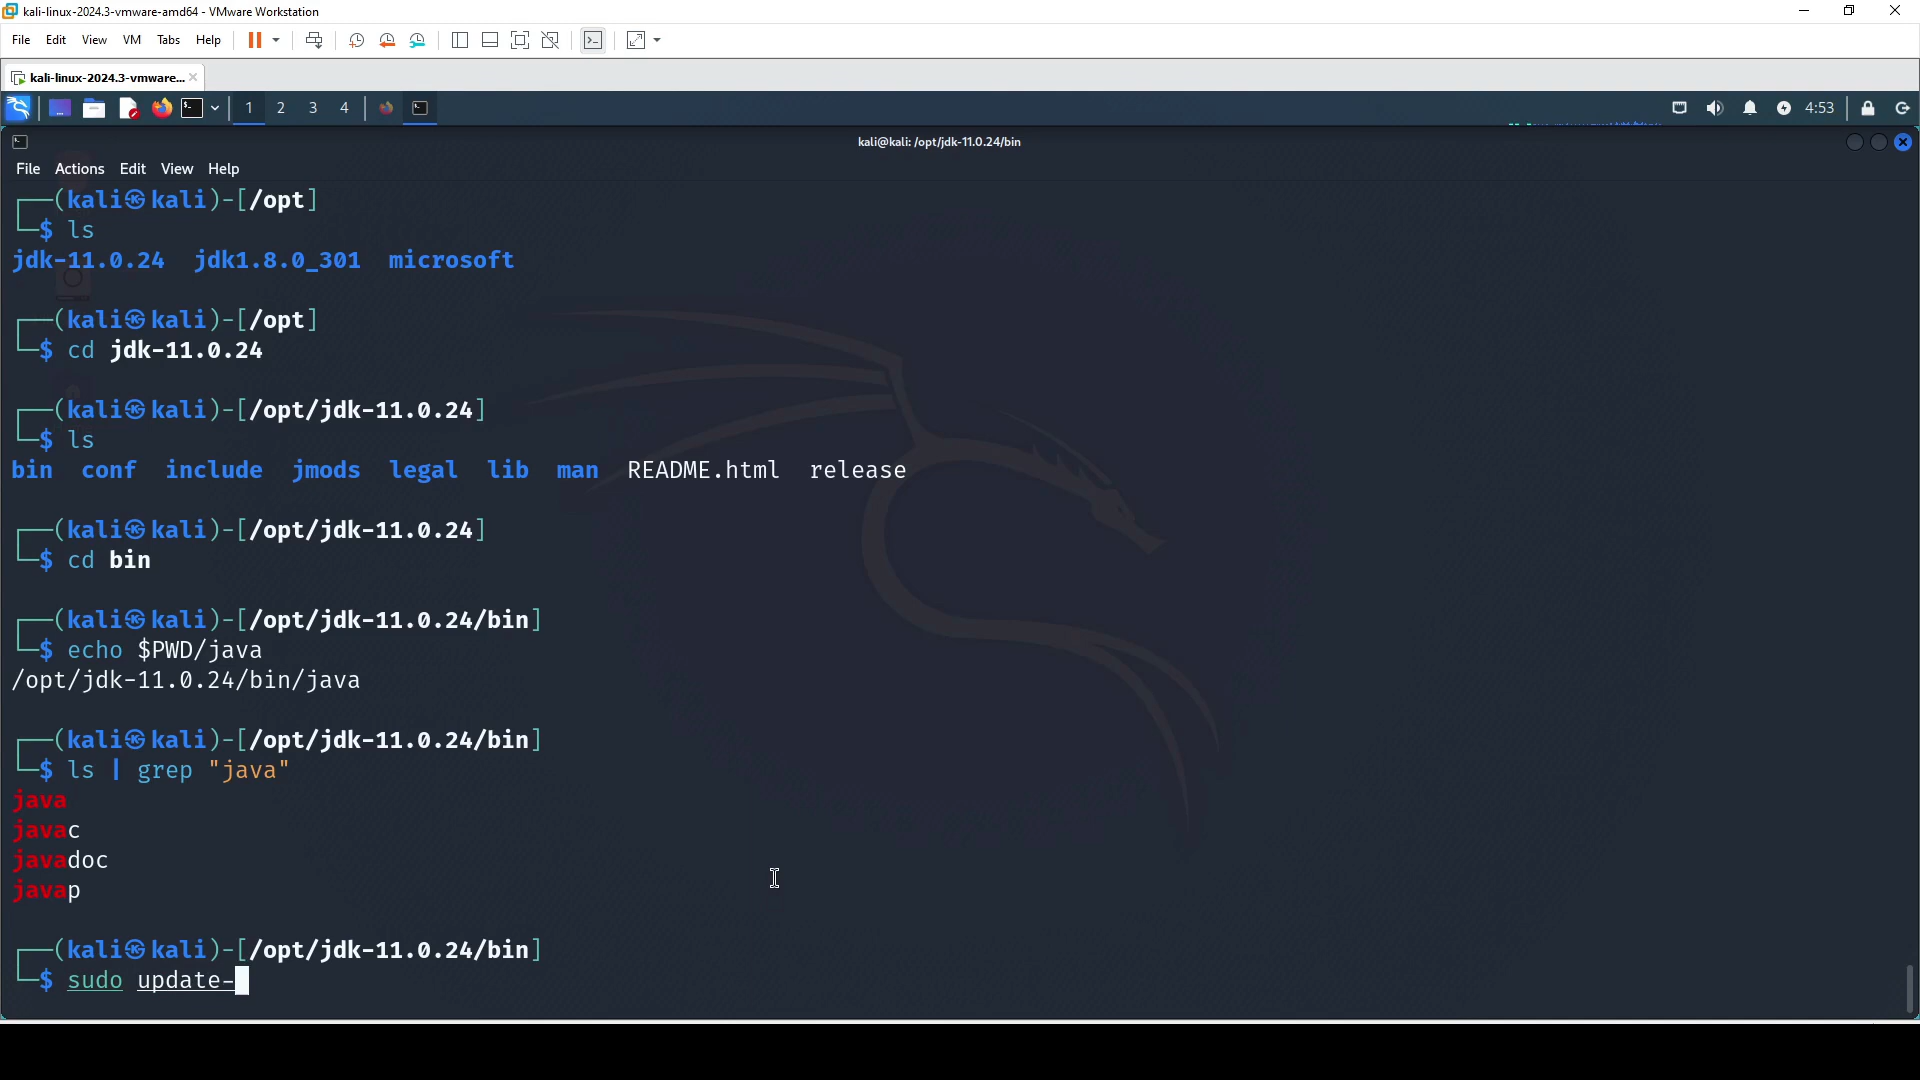 kali-linux-2024.3-vmware-amd64 - VMware Workstation
File Edit View VM Tabs Help
kali-linux-2024.3-vmware...
1 2 3 4 4:53
kali@kali: /opt/jdk-11.0.24/bin
File Actions Edit View Help
┌──(kali㉿kali)-[/opt]
└─$ ls
jdk-11.0.24 jdk1.8.0_301 microsoft
┌──(kali㉿kali)-[/opt]
└─$ cd jdk-11.0.24
┌──(kali㉿kali)-[/opt/jdk-11.0.24]
└─$ ls
bin conf include jmods legal lib man README.html release
┌──(kali㉿kali)-[/opt/jdk-11.0.24]
└─$ cd bin
┌──(kali㉿kali)-[/opt/jdk-11.0.24/bin]
└─$ echo $PWD/java
/opt/jdk-11.0.24/bin/java
┌──(kali㉿kali)-[/opt/jdk-11.0.24/bin]
└─$ ls | grep "java"
java
javac
javadoc
javap
┌──(kali㉿kali)-[/opt/jdk-11.0.24/bin]
└─$ sudo update-